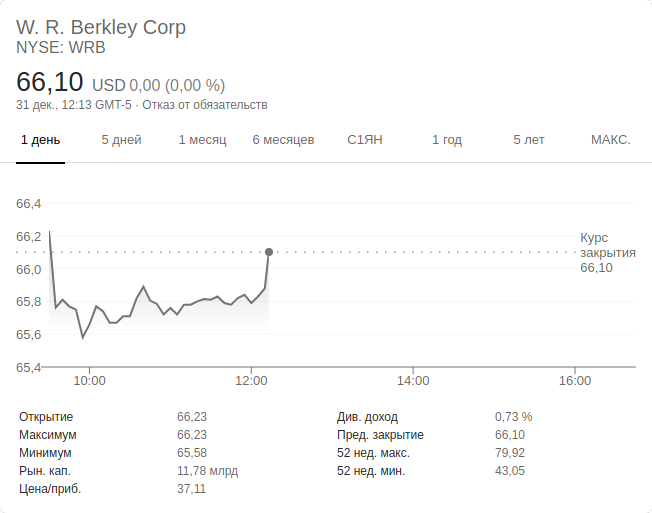 W. R. Berkley Corp
NYSE: WRB
66,10 USD 0,00 (0,00 %)
31 дек., 12:13 GMT-5 · Отказ от обязательств
1 день 5 дней 1 месяц 6 месяцев С1ЯН 1 год 5 лет МАКС.
66,4
66,2
66,0
65,8
65,6
65,4
Курс
закрытия
66,10
10:00 12:00 14:00 16:00
Открытие 66,23 Див. доход 0,73 %
Максимум 66,23 Пред. закрытие 66,10
Минимум 65,58 52 нед. макс. 79,92
Рын. кап. 11,78 млрд 52 нед. мин. 43,05
Цена/приб. 37,11